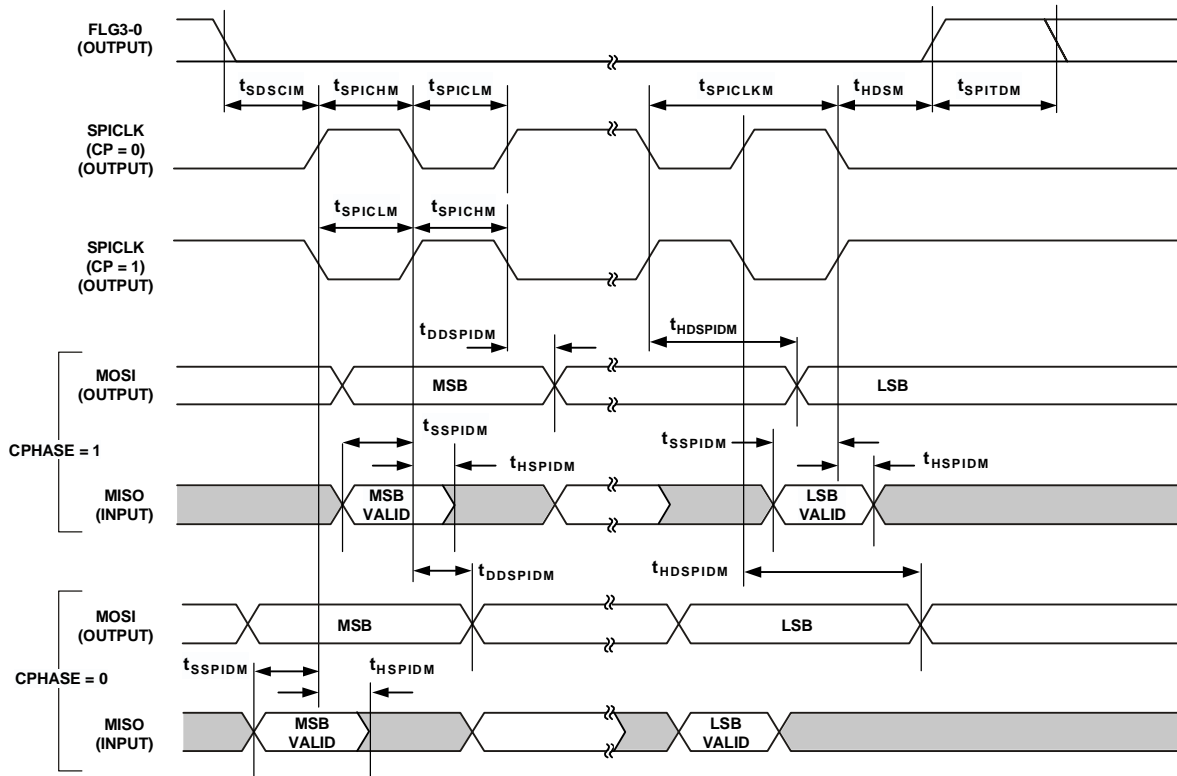 FLG3-0
(OUTPUT)
tSDSCIM
tSPICHM
tSPICLM
tSPICLKM
tHDSM
tSPITDM
SPICLK
(CP = 0)
(OUTPUT)
tSPICLM
tSPICHM
SPICLK
(CP = 1)
(OUTPUT)
tDDSPIDM
tHDSPIDM
CPHASE = 1
MOSI
(OUTPUT)
MSB
LSB
tSSPIDM
tHSPIDM
tSSPIDM
tHSPIDM
MISO
(INPUT)
MSB
VALID
LSB
VALID
tDDSPIDM
tHDSPIDM
CPHASE = 0
MOSI
(OUTPUT)
MSB
LSB
tSSPIDM
tHSPIDM
MISO
(INPUT)
MSB
VALID
LSB
VALID